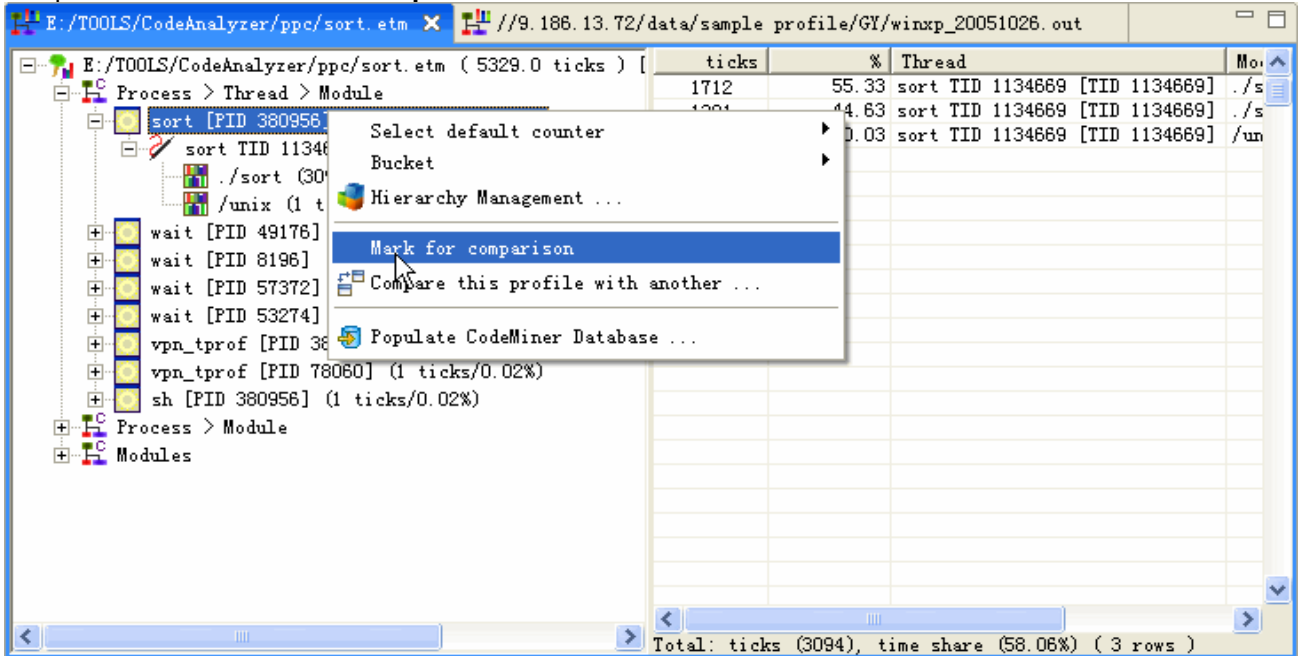 E:/TOOLS/CodeAnalyzer/ppc/sort.etm
//9.186.13.72/data/sample profile/GY/winxp_20051026.out
E:/TOOLS/CodeAnalyzer/ppc/sort.etm ( 5329.0 ticks ) [
Process > Thread > Module
sort [PID 380956]
sort TID 11346
./sort (30
/unix (1 t
wait [PID 49176]
wait [PID 8196]
wait [PID 57372]
wait [PID 53274]
vpn_tprof [PID 38
vpn_tprof [PID 78060] (1 ticks/0.02%)
sh [PID 380956] (1 ticks/0.02%)
Process > Module
Modules
Select default counter
Bucket
Hierarchy Management ...
Mark for comparison
Compare this profile with another ...
Populate CodeMiner Database ...
ticks % Thread Mo
1712 55.33 sort TID 1134669 [TID 1134669] ./s
44.63 sort TID 1134669 [TID 1134669] ./s
0.03 sort TID 1134669 [TID 1134669] /un
Total: ticks (3094), time share (58.06%) ( 3 rows )